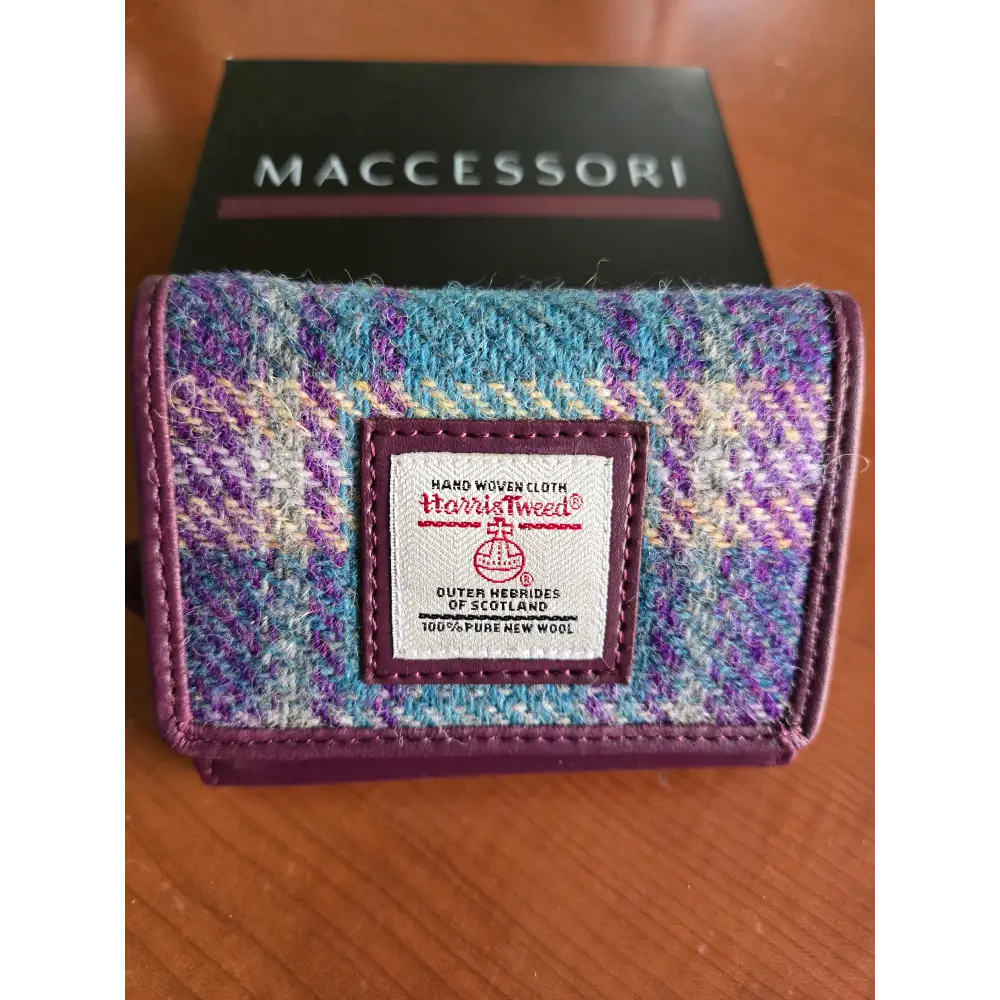 MACCESSORI
HAND WOVEN CLOTH
Harris Tweed®
®
OUTER HEBRIDES
OF SCOTLAND
100% PURE NEW WOOL